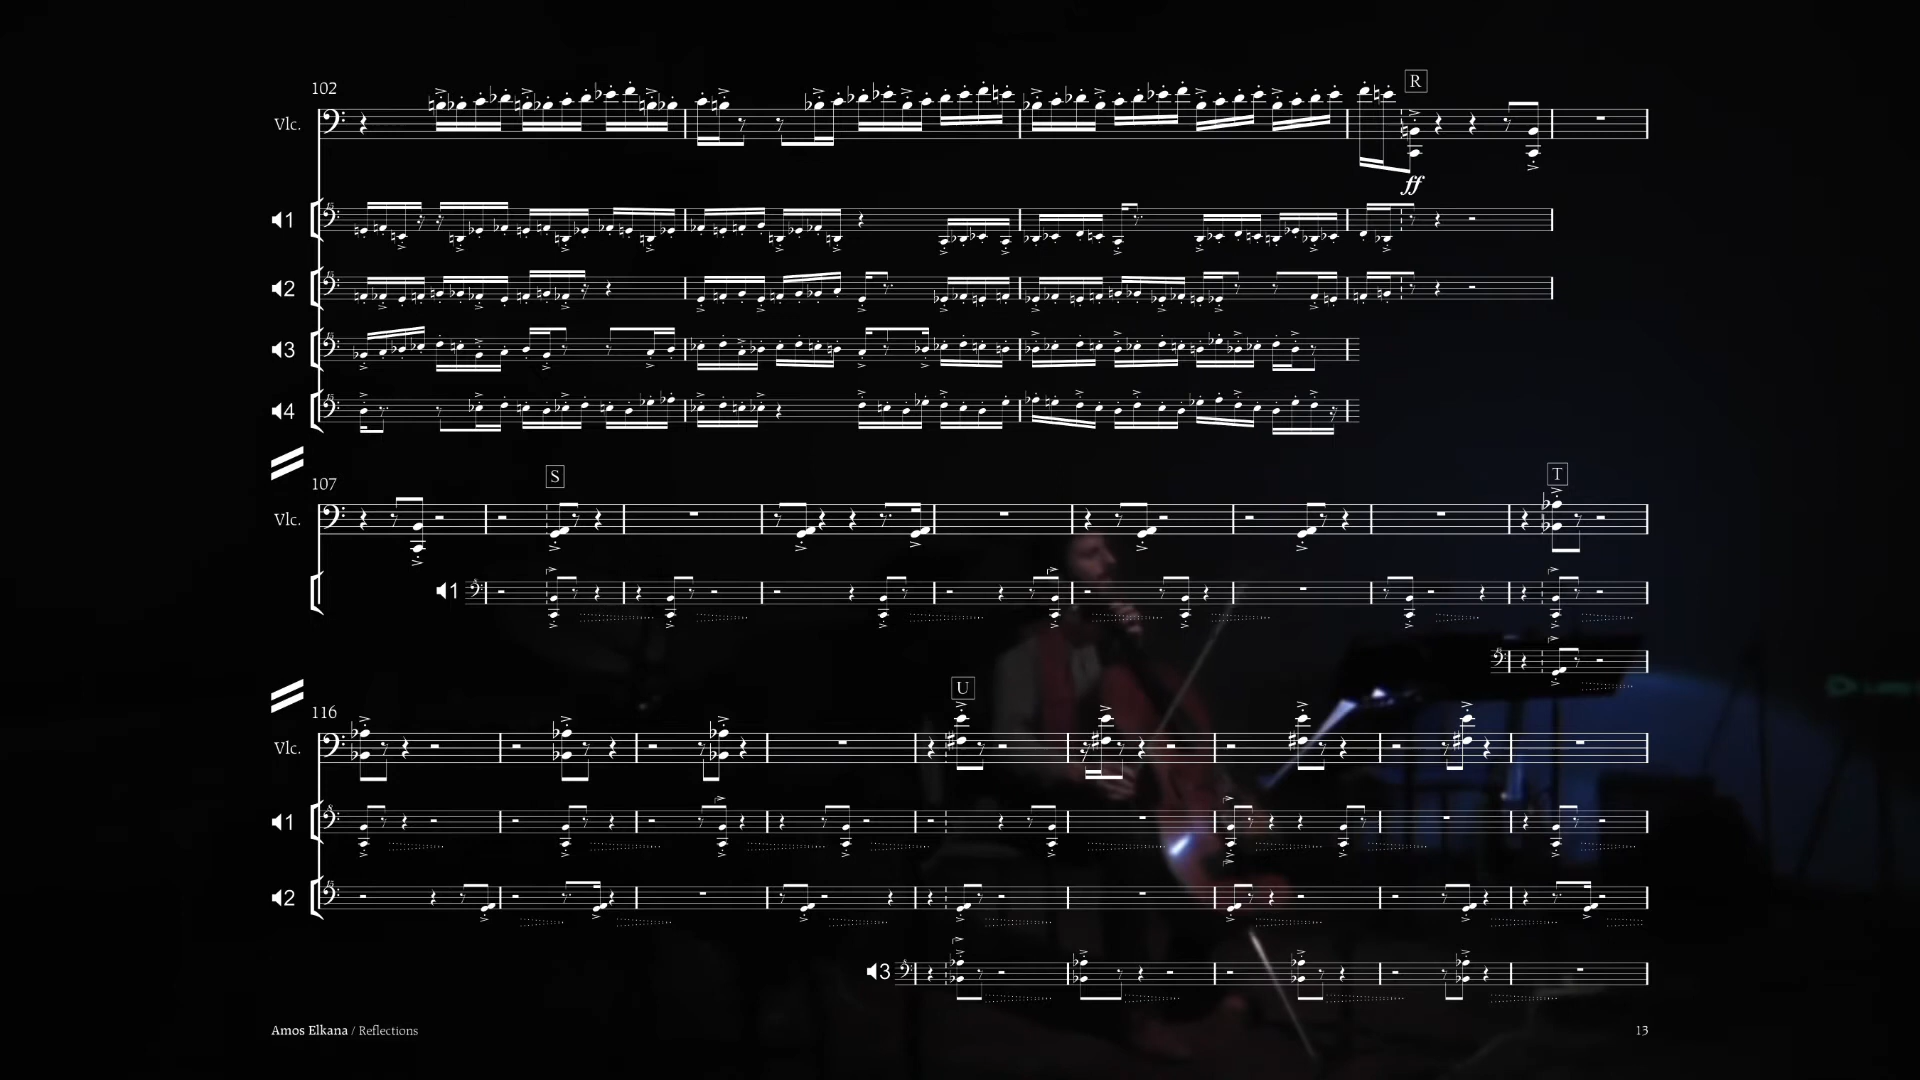 102
R
Vlc.
ff
1
2
3
4
107
S
T
Vlc.
1
116
U
Vlc.
1
2
3
Amos Elkana / Reflections
13